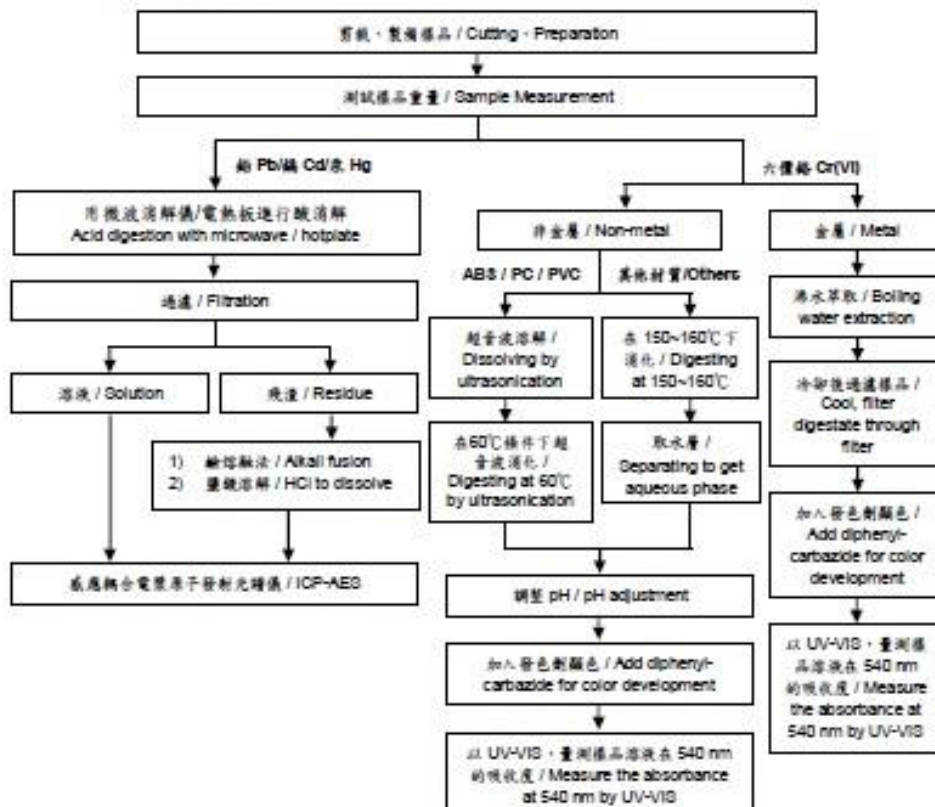 剪裁、製備樣品 / Cutting、Preparation
測試樣品重量 / Sample Measurement
鉛 Pb/鎘 Cd/汞 Hg
六價鉻 Cr(VI)
用微波消解儀/電熱板進行酸消解
Acid digestion with microwave / hotplate
非金屬 / Non-metal
金屬 / Metal
過濾 / Filtration
ABS / PC / PVC
其他材質/Others
沸水萃取 / Boiling
water extraction
超音波溶解 /
Dissolving by
ultrasonication
在 150~160℃下
消化 / Digesting
at 150~160℃
溶液 / Solution
殘渣 / Residue
冷卻後過濾樣品 /
Cool, filter
digestate through
filter
1) 鹼熔融法 / Alkali fusion
2) 鹽酸溶解 / HCl to dissolve
在60℃條件下超
音波消化 /
Digesting at 60℃
by ultrasonication
取水層 /
Separating to get
aqueous phase
加入發色劑顯色 /
Add diphenyl-
carbazide for color
development
感應耦合電漿原子發射光譜儀 / ICP-AES
調整 pH / pH adjustment
加入發色劑顯色 / Add diphenyl-
carbazide for color development
以 UV-VIS，量測樣
品溶液在 540 nm
的吸收度 / Measure
the absorbance at
540 nm by UV-VIS
以 UV-VIS，量測樣品溶液在 540 nm
的吸收度 / Measure the absorbance
at 540 nm by UV-VIS